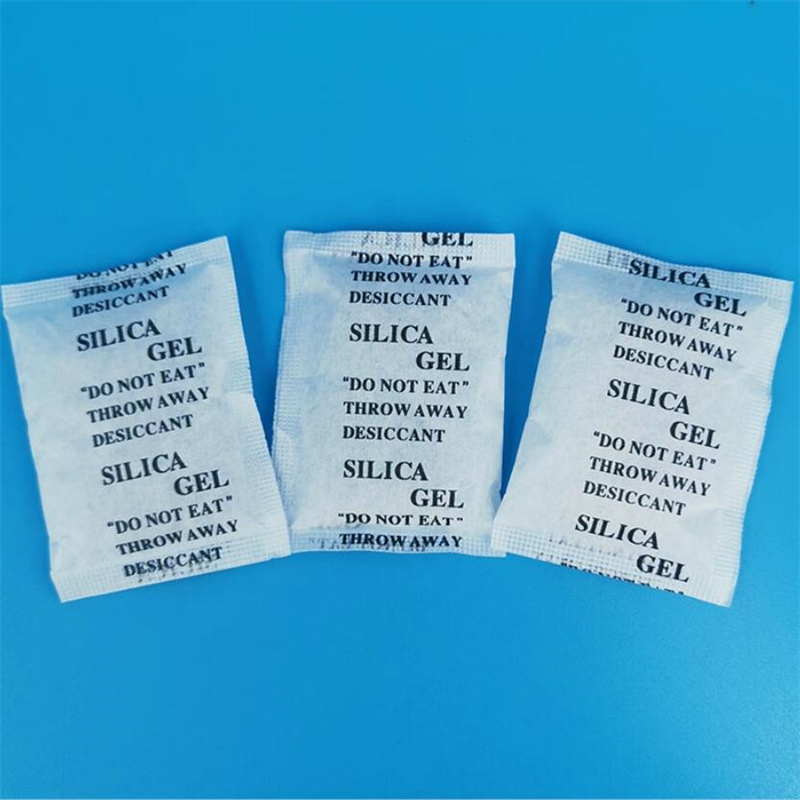 "DO NOT EAT"
THROW AWAY
DESICCANT
SILICA
GEL
"DO NOT EAT"
THROW AWAY
DESICCANT
SILICA
GEL
"DO NOT EAT"
THROW AWAY
DESICCANT
GEL
"DO NOT EAT"
THROW AWAY
DESICCANT
SILICA
GEL
"DO NOT EAT"
THROW AWAY
DESICCANT
SILICA
GEL
"DO NOT EAT"
THROW AWAY
SILICA
GEL
"DO NOT EAT"
THROW AWAY
DESICCANT
SILICA
GEL
"DO NOT EAT"
THROW AWAY
DESICCANT
SILICA
GEL